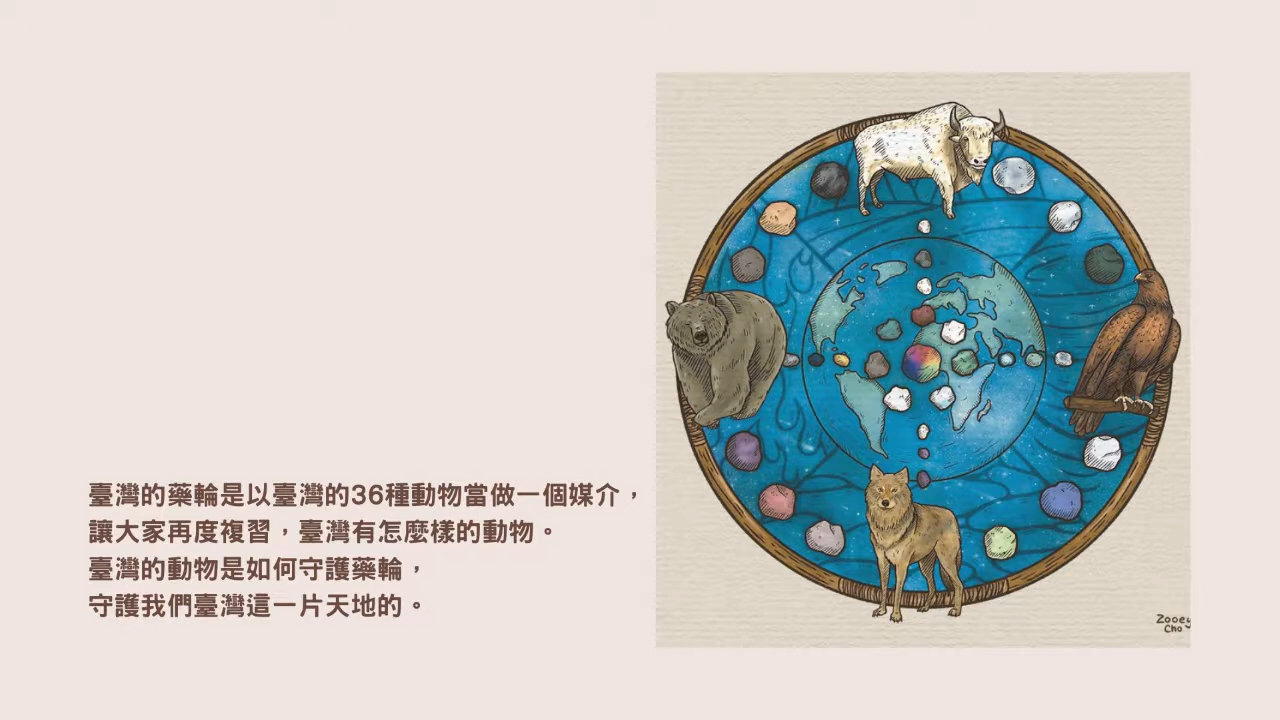 臺灣的藥輪是以臺灣的36種動物當做一個媒介，
讓大家再度複習，臺灣有怎麼樣的動物。
臺灣的動物是如何守護藥輪，
守護我們臺灣這一片天地的。
Zooey
Cho